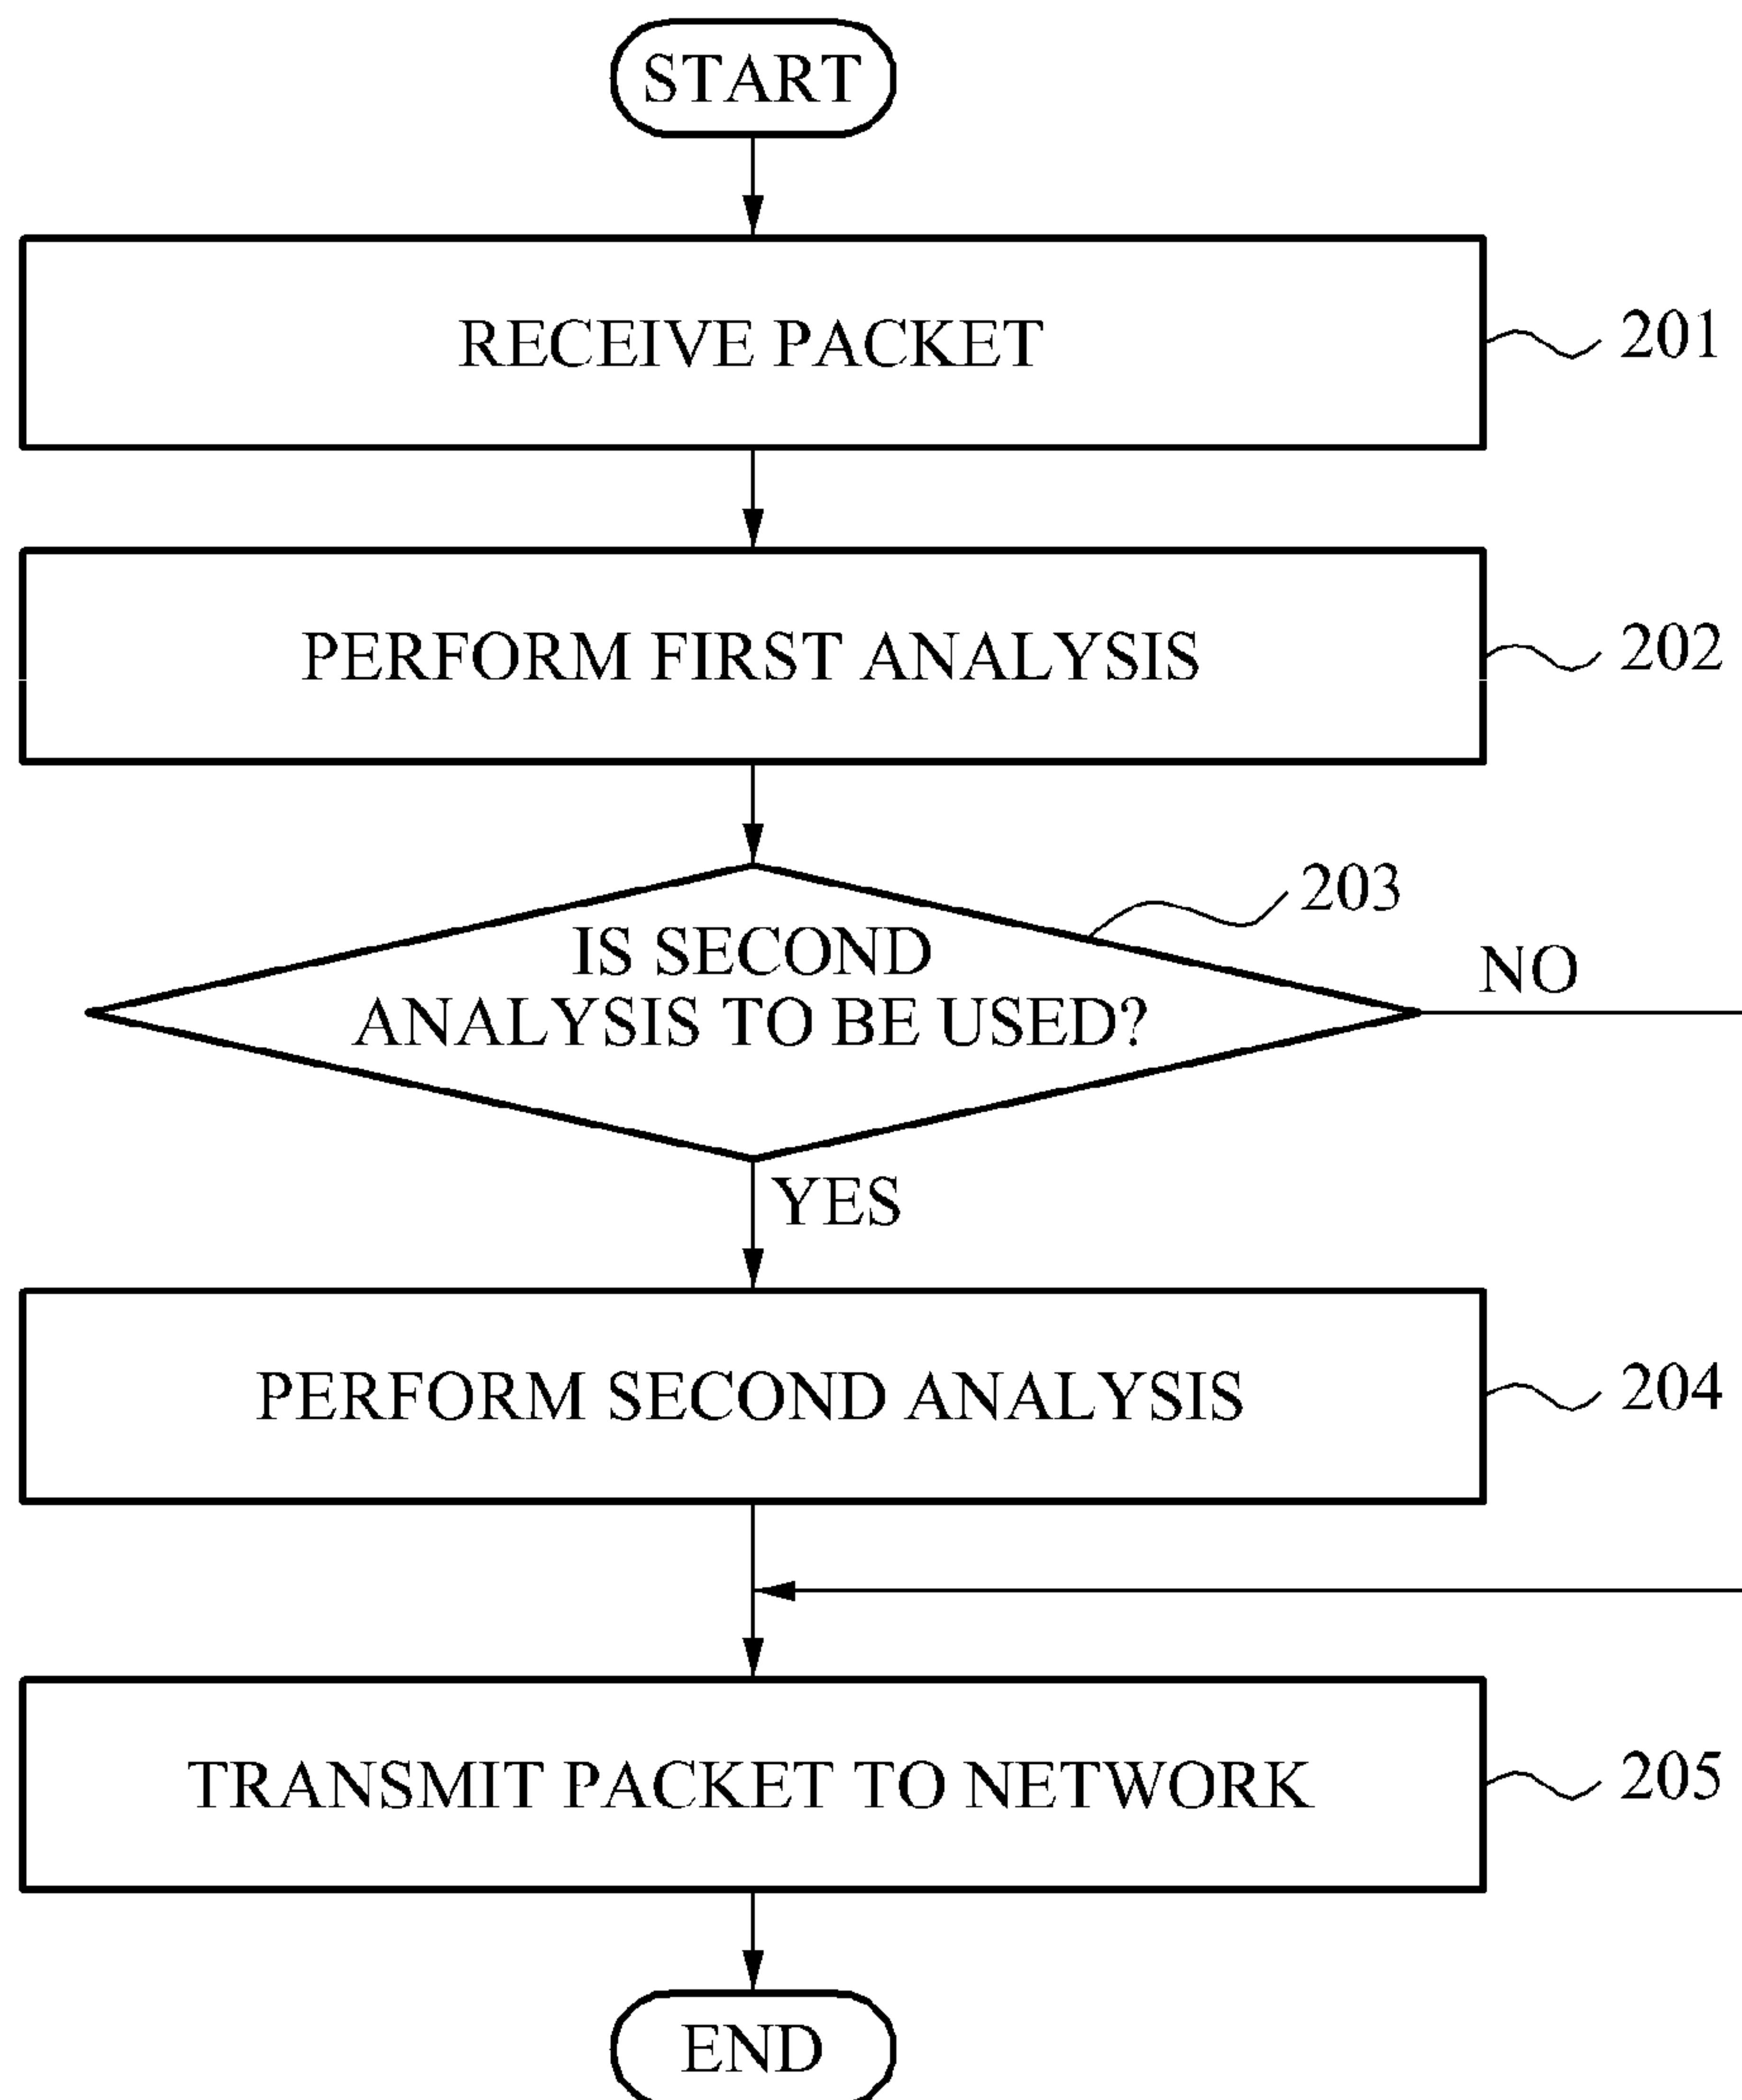 START
RECEIVE PACKET
201
PERFORM FIRST ANALYSIS
202
203
IS SECOND
ANALYSIS TO BE USED?
NO
YES
PERFORM SECOND ANALYSIS
204
TRANSMIT PACKET TO NETWORK
205
END